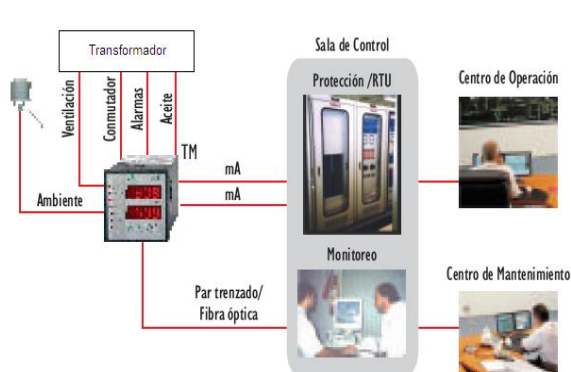 Transformador
Sala de Control
Protección /RTU
Centro de Operación
Ventilación
Conmutador
Alarmas
Aceite
TM
mA
mA
Ambiente
Monitoreo
Centro de Mantenimiento
Par trenzado/
Fibra óptica